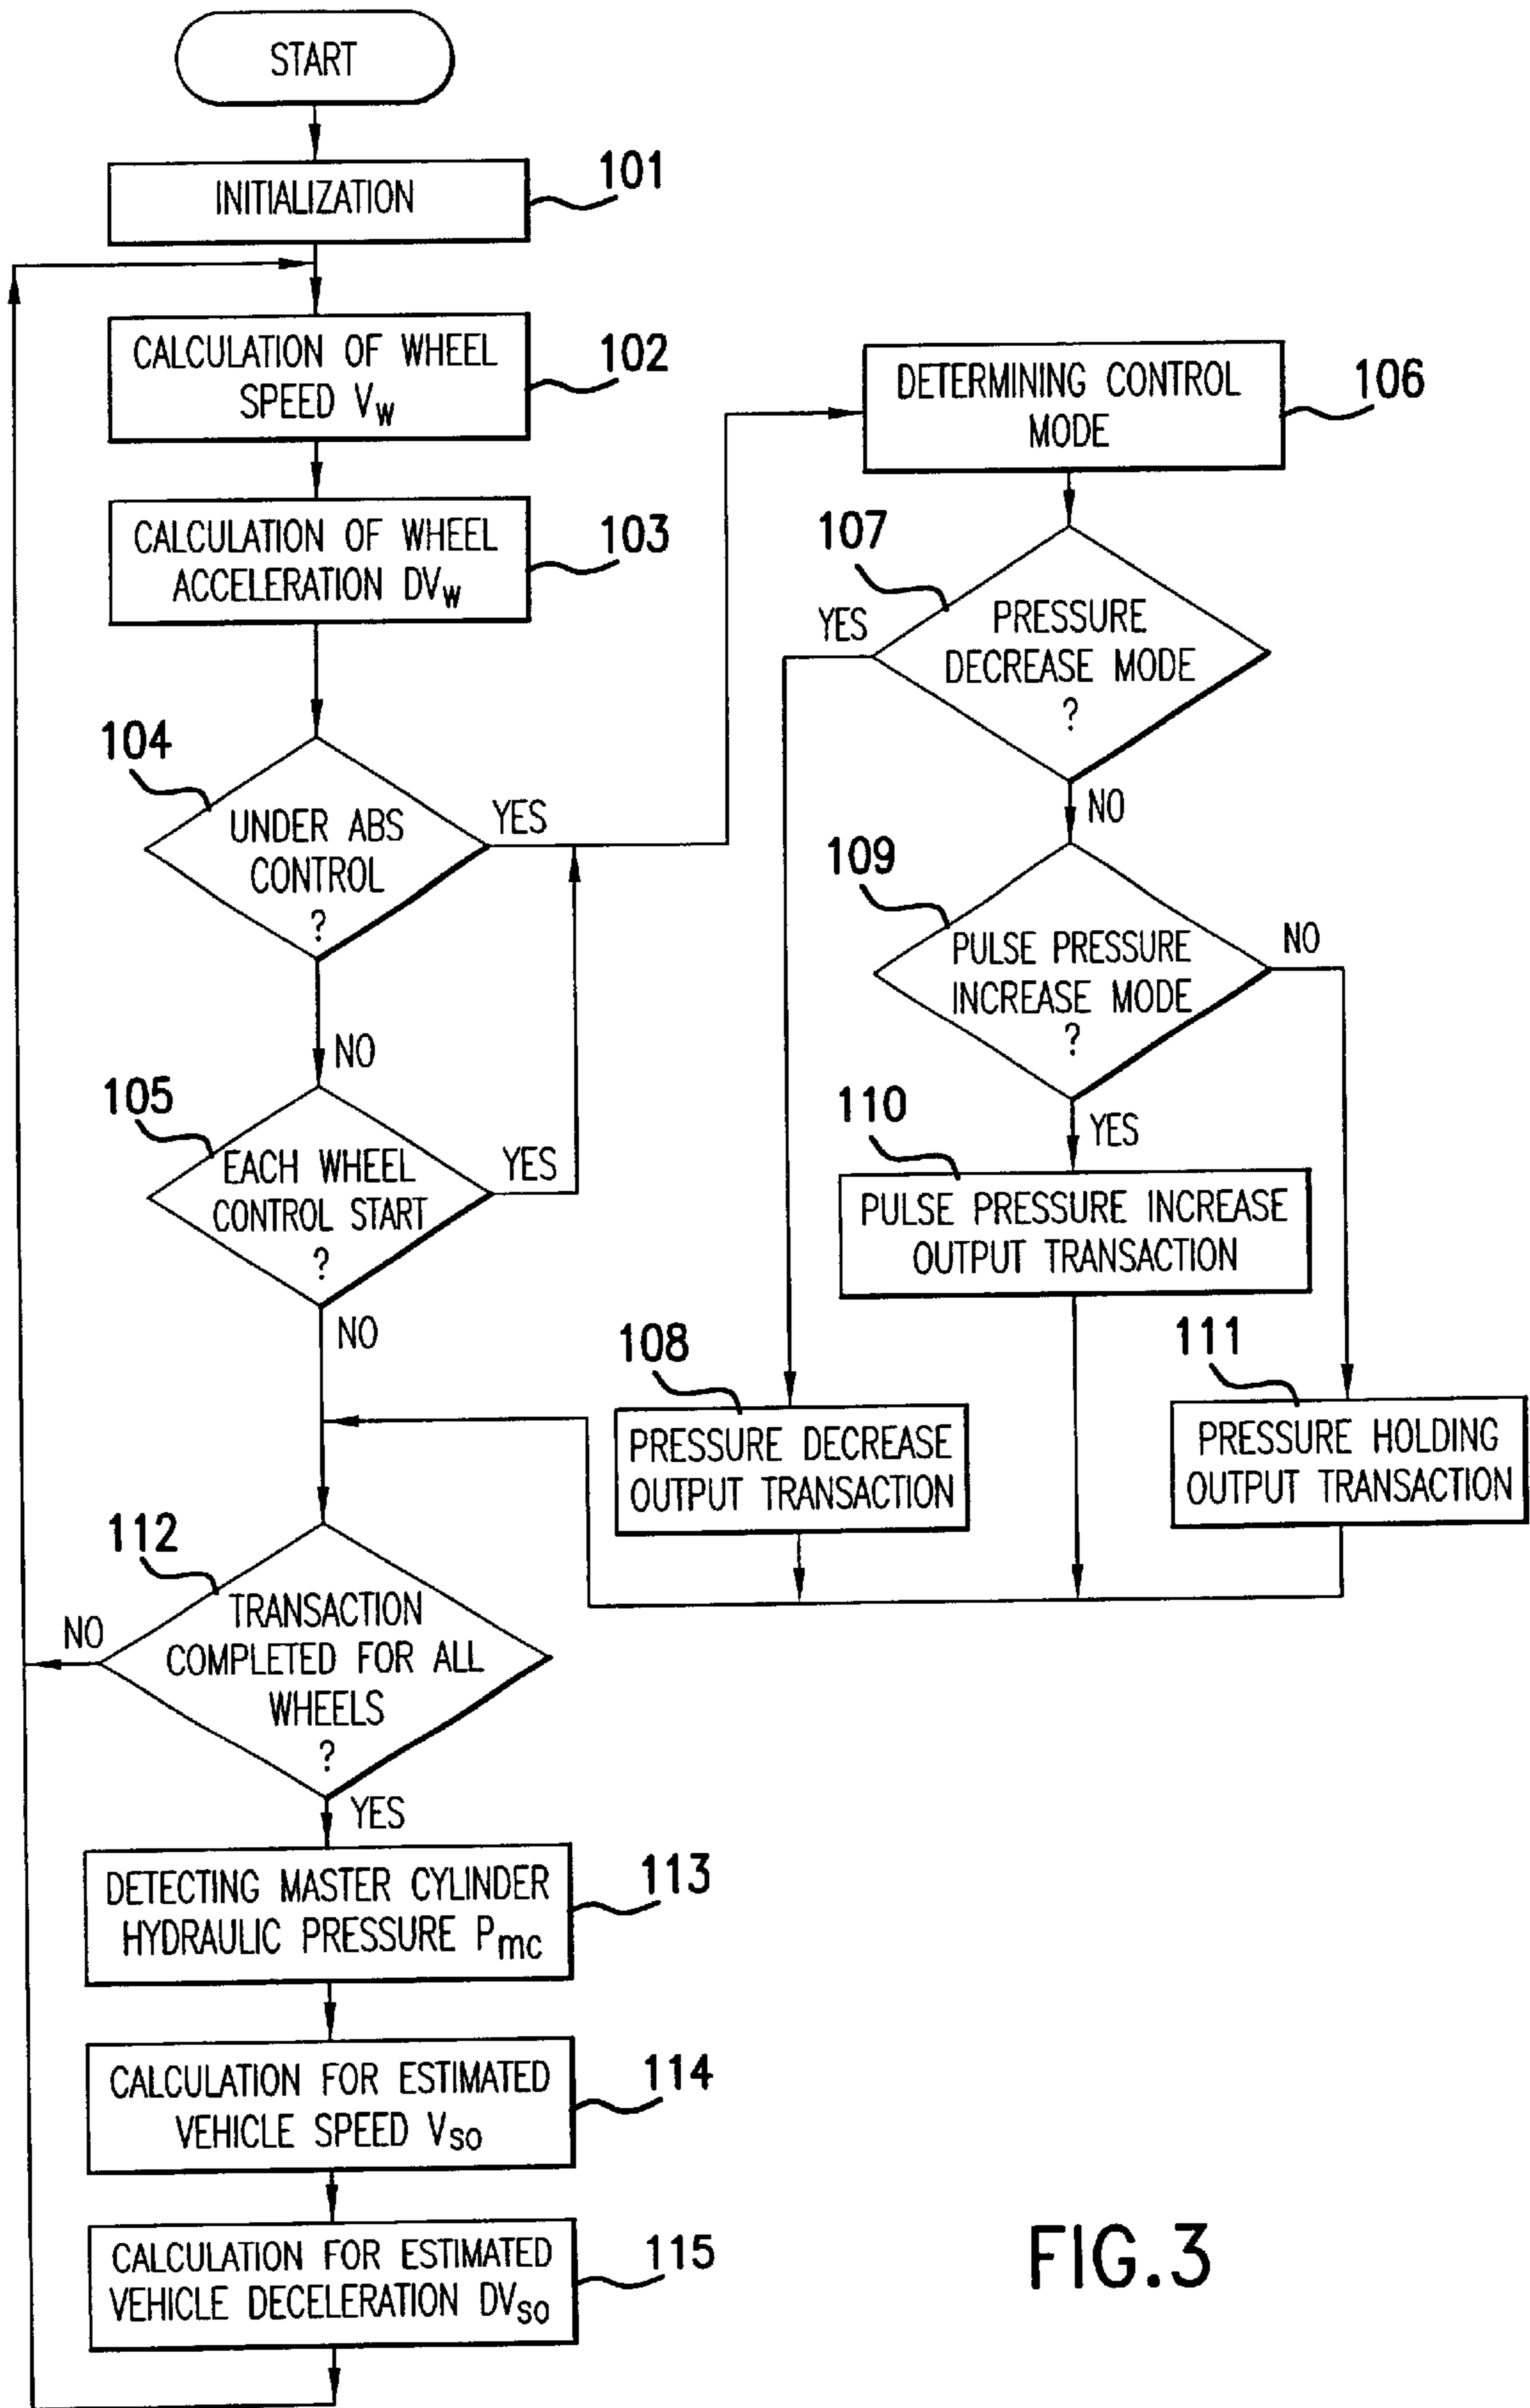 START
INITIALIZATION
101
CALCULATION OF WHEEL
SPEED Vw
102
CALCULATION OF WHEEL
ACCELERATION DVw
103
104
UNDER ABS
CONTROL
?
YES
NO
105
EACH WHEEL
CONTROL START
?
YES
NO
DETERMINING CONTROL
MODE
106
107
YES
PRESSURE
DECREASE MODE
?
NO
109
PULSE PRESSURE
INCREASE MODE
?
NO
YES
110
PULSE PRESSURE INCREASE
OUTPUT TRANSACTION
108
PRESSURE DECREASE
OUTPUT TRANSACTION
111
PRESSURE HOLDING
OUTPUT TRANSACTION
112
NO
TRANSACTION
COMPLETED FOR ALL
WHEELS
?
YES
DETECTING MASTER CYLINDER
HYDRAULIC PRESSURE Pmc
113
CALCULATION FOR ESTIMATED
VEHICLE SPEED Vso
114
CALCULATION FOR ESTIMATED
VEHICLE DECELERATION DVso
115
FIG.3